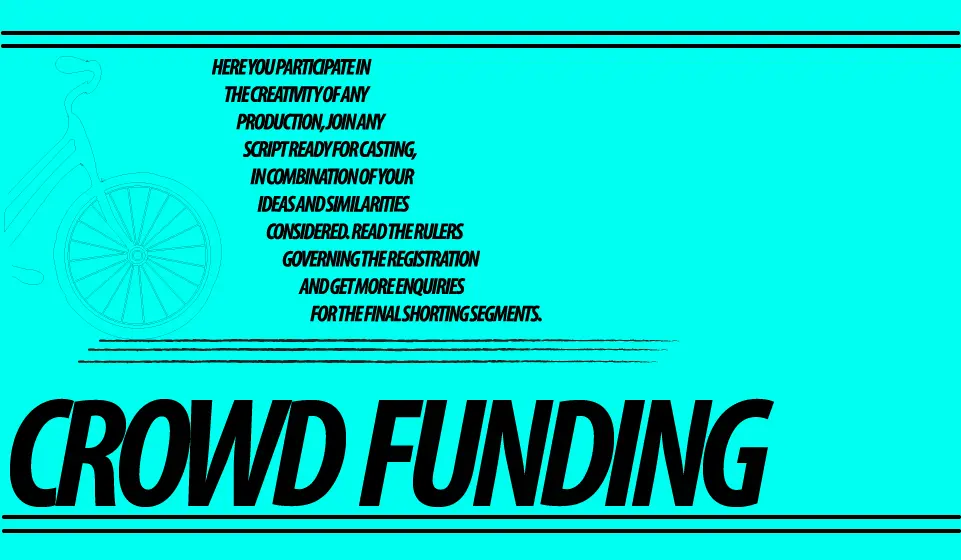 HERE YOU PARTICIPATE IN
THE CREATIVITY OF ANY
PRODUCTION, JOIN ANY
SCRIPT READY FOR CASTING,
IN COMBINATION OF YOUR
IDEAS AND SIMILARITIES
CONSIDERED. READ THE RULERS
GOVERNING THE REGISTRATION
AND GET MORE ENQUIRIES
FOR THE FINAL SHORTING SEGMENTS.
CROWD FUNDING